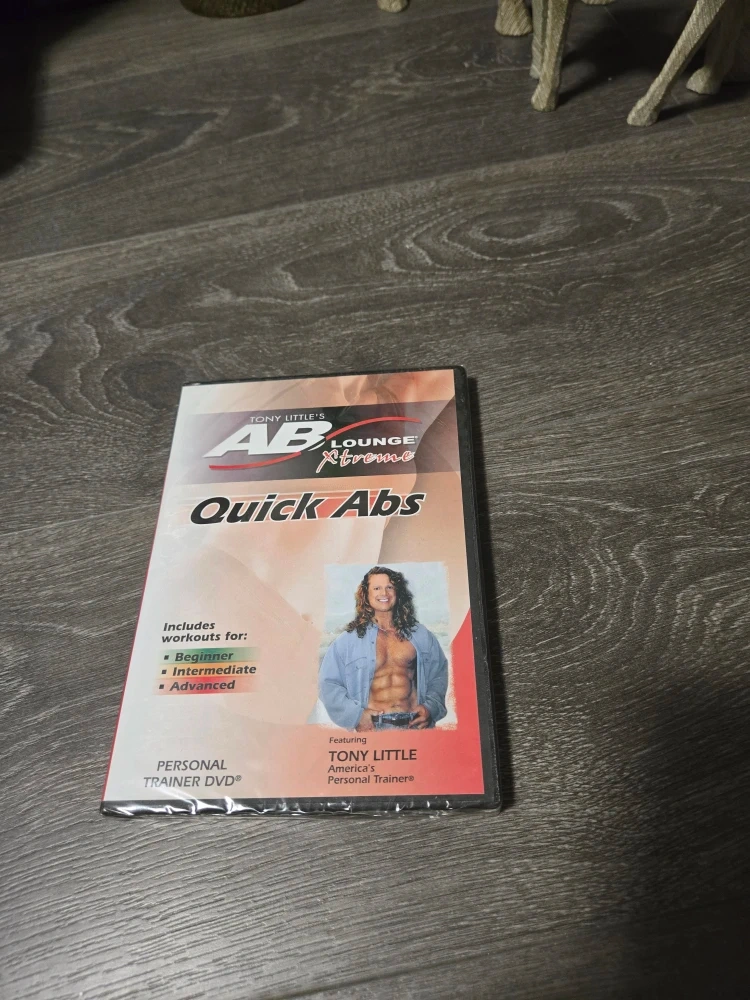 TONY LITTLE'S
AB LOUNGE®
Xtreme
Quick Abs
Includes
workouts for:
▪ Beginner
▪ Intermediate
▪ Advanced
PERSONAL
TRAINER DVD®
Featuring
TONY LITTLE
America's
Personal Trainer®